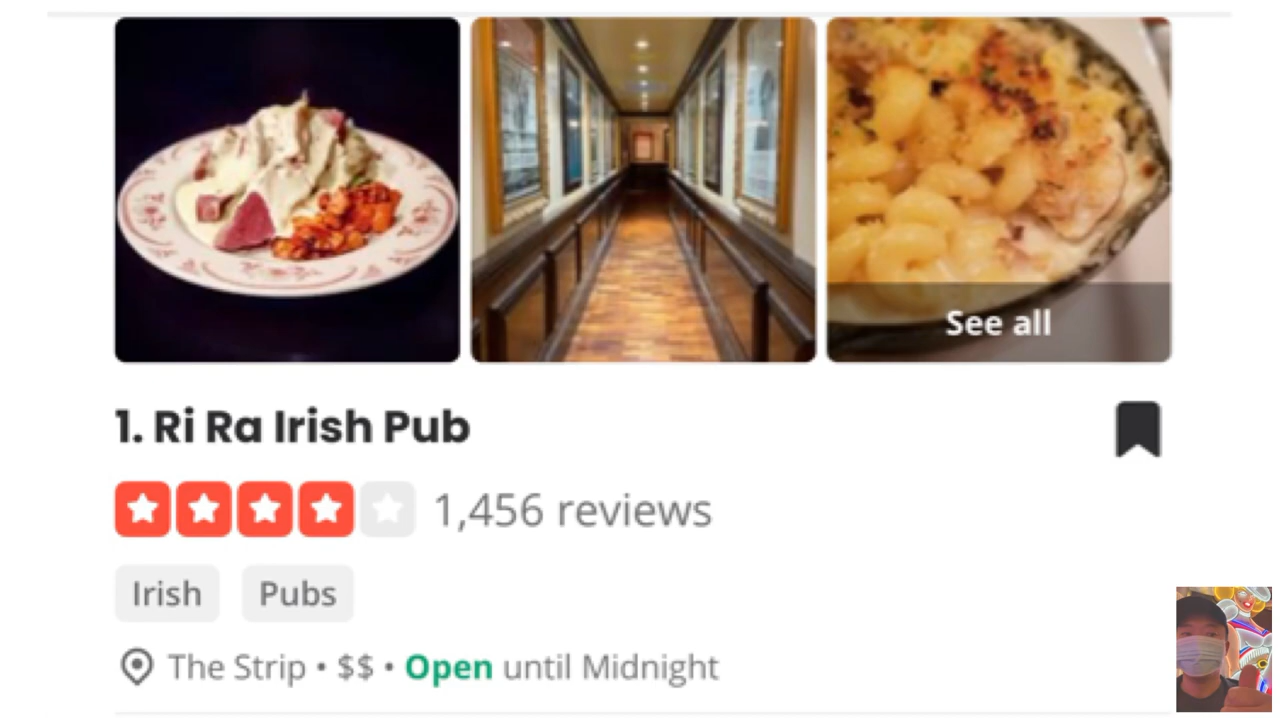 See all
1. Ri Ra Irish Pub
1,456 reviews
Irish Pubs
The Strip • $$ • Open until Midnight